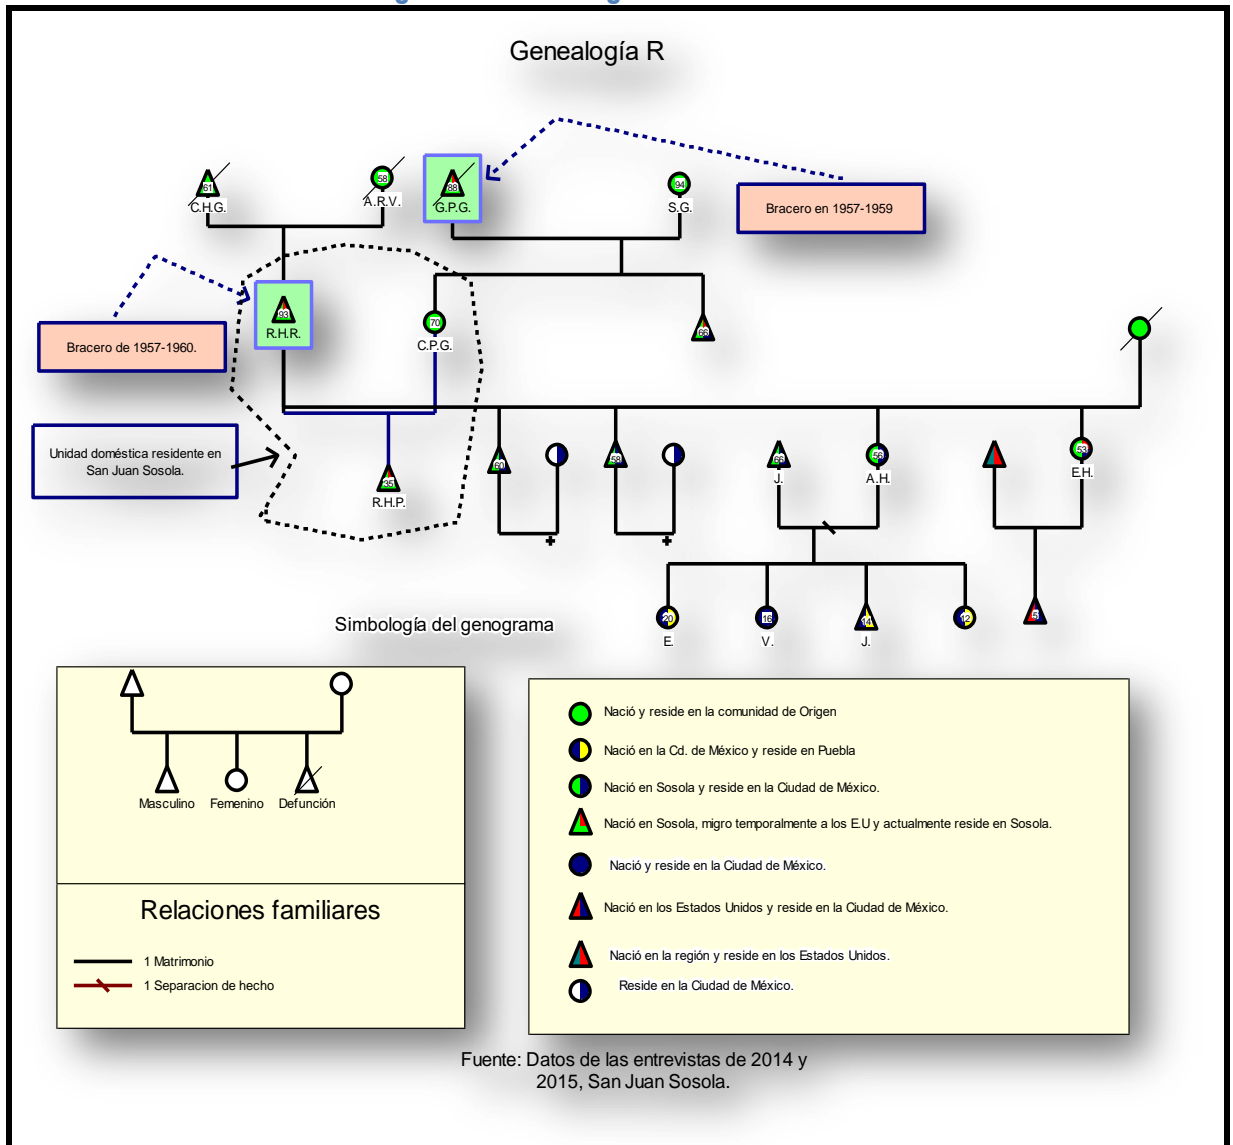 Genealogía R
61
C.H.G.
58
A.R.V.
88
G.P.G.
94
S.G.
Bracero en 1957-1959
93
R.H.R.
70
C.P.G.
66
Bracero de 1957-1960.
Unidad doméstica residente en
San Juan Sosola.
35
R.H.P.
60
58
66
J.
56
A.H.
53
E.H.
20
E.
16
V.
14
J.
12
5
Simbología del genograma
Masculino
Femenino
Defunción
Relaciones familiares
1 Matrimonio
1 Separacion de hecho
Nació y reside en la comunidad de Origen
Nació en la Cd. de México y reside en Puebla
Nació en Sosola y reside en la Ciudad de México.
Nació en Sosola, migro temporalmente a los E.U y actualmente reside en Sosola.
Nació y reside en la Ciudad de México.
Nació en los Estados Unidos y reside en la Ciudad de México.
Nació en la región y reside en los Estados Unidos.
Reside en la Ciudad de México.
Fuente: Datos de las entrevistas de 2014 y
2015, San Juan Sosola.